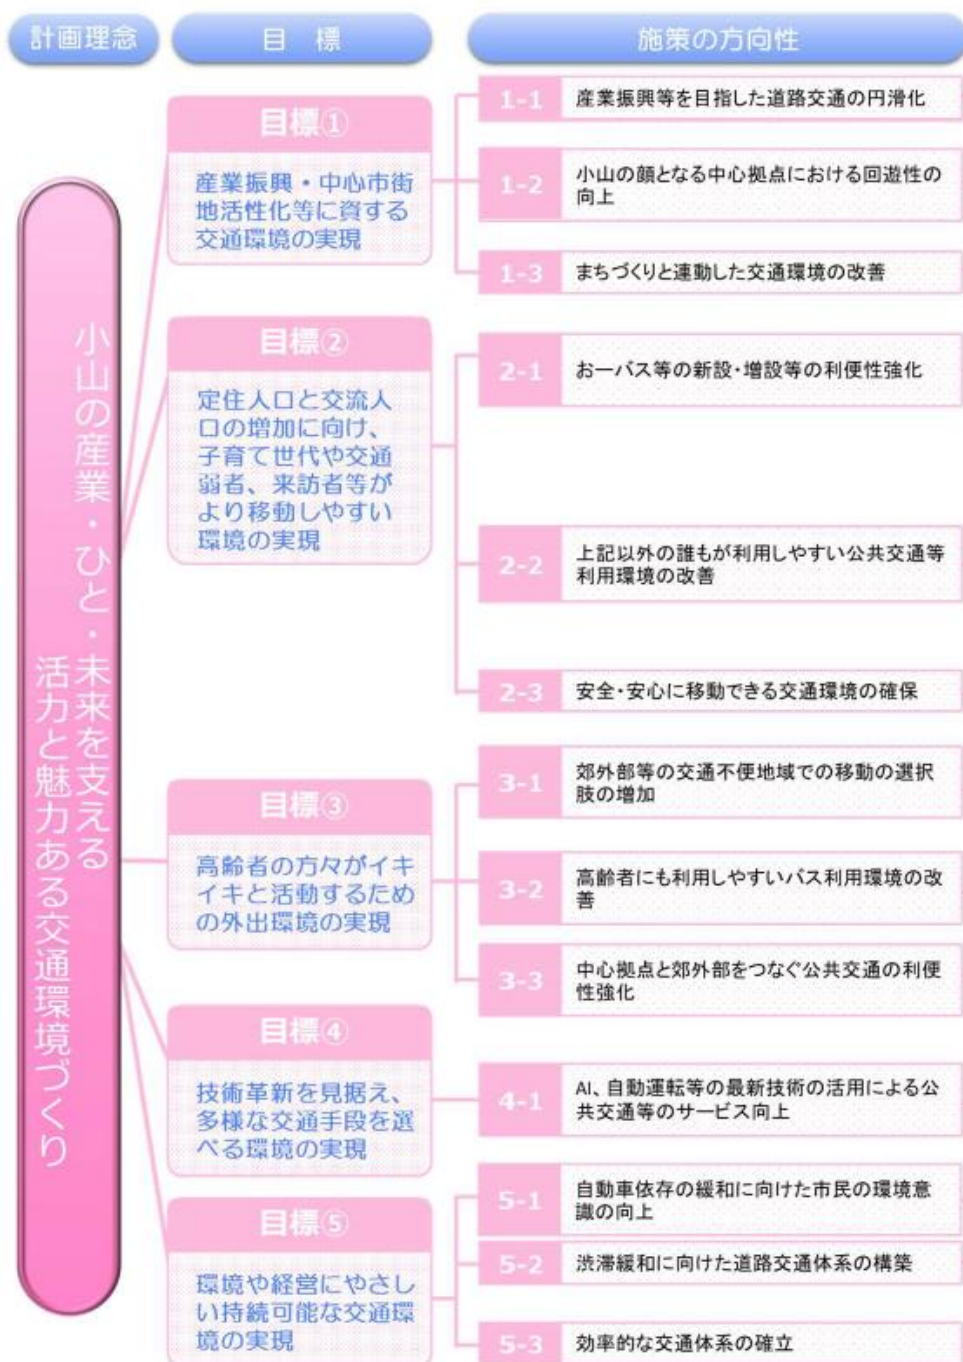 計画理念
目 標
施策の方向性
小山の産業・ひと・未来を支える
活力と魅力ある交通環境づくり
目標①
産業振興・中心市街
地活性化等に資する
交通環境の実現
1-1
産業振興等を目指した道路交通の円滑化
1-2
小山の顔となる中心拠点における回遊性の
向上
1-3
まちづくりと連動した交通環境の改善
目標②
定住人口と交流人
口の増加に向け、
子育て世代や交通
弱者、来訪者等が
より移動しやすい
環境の実現
2-1
おーバス等の新設・増設等の利便性強化
2-2
上記以外の誰もが利用しやすい公共交通等
利用環境の改善
2-3
安全・安心に移動できる交通環境の確保
目標③
高齢者の方々がイキ
イキと活動するため
の外出環境の実現
3-1
郊外部等の交通不便地域での移動の選択
肢の増加
3-2
高齢者にも利用しやすいバス利用環境の改
善
3-3
中心拠点と郊外部をつなぐ公共交通の利便
性強化
目標④
技術革新を見据え、
多様な交通手段を選
べる環境の実現
4-1
AI、自動運転等の最新技術の活用による公
共交通等のサービス向上
目標⑤
環境や経営にやさし
い持続可能な交通環
境の実現
5-1
自動車依存の緩和に向けた市民の環境意
識の向上
5-2
渋滞緩和に向けた道路交通体系の構築
5-3
効率的な交通体系の確立